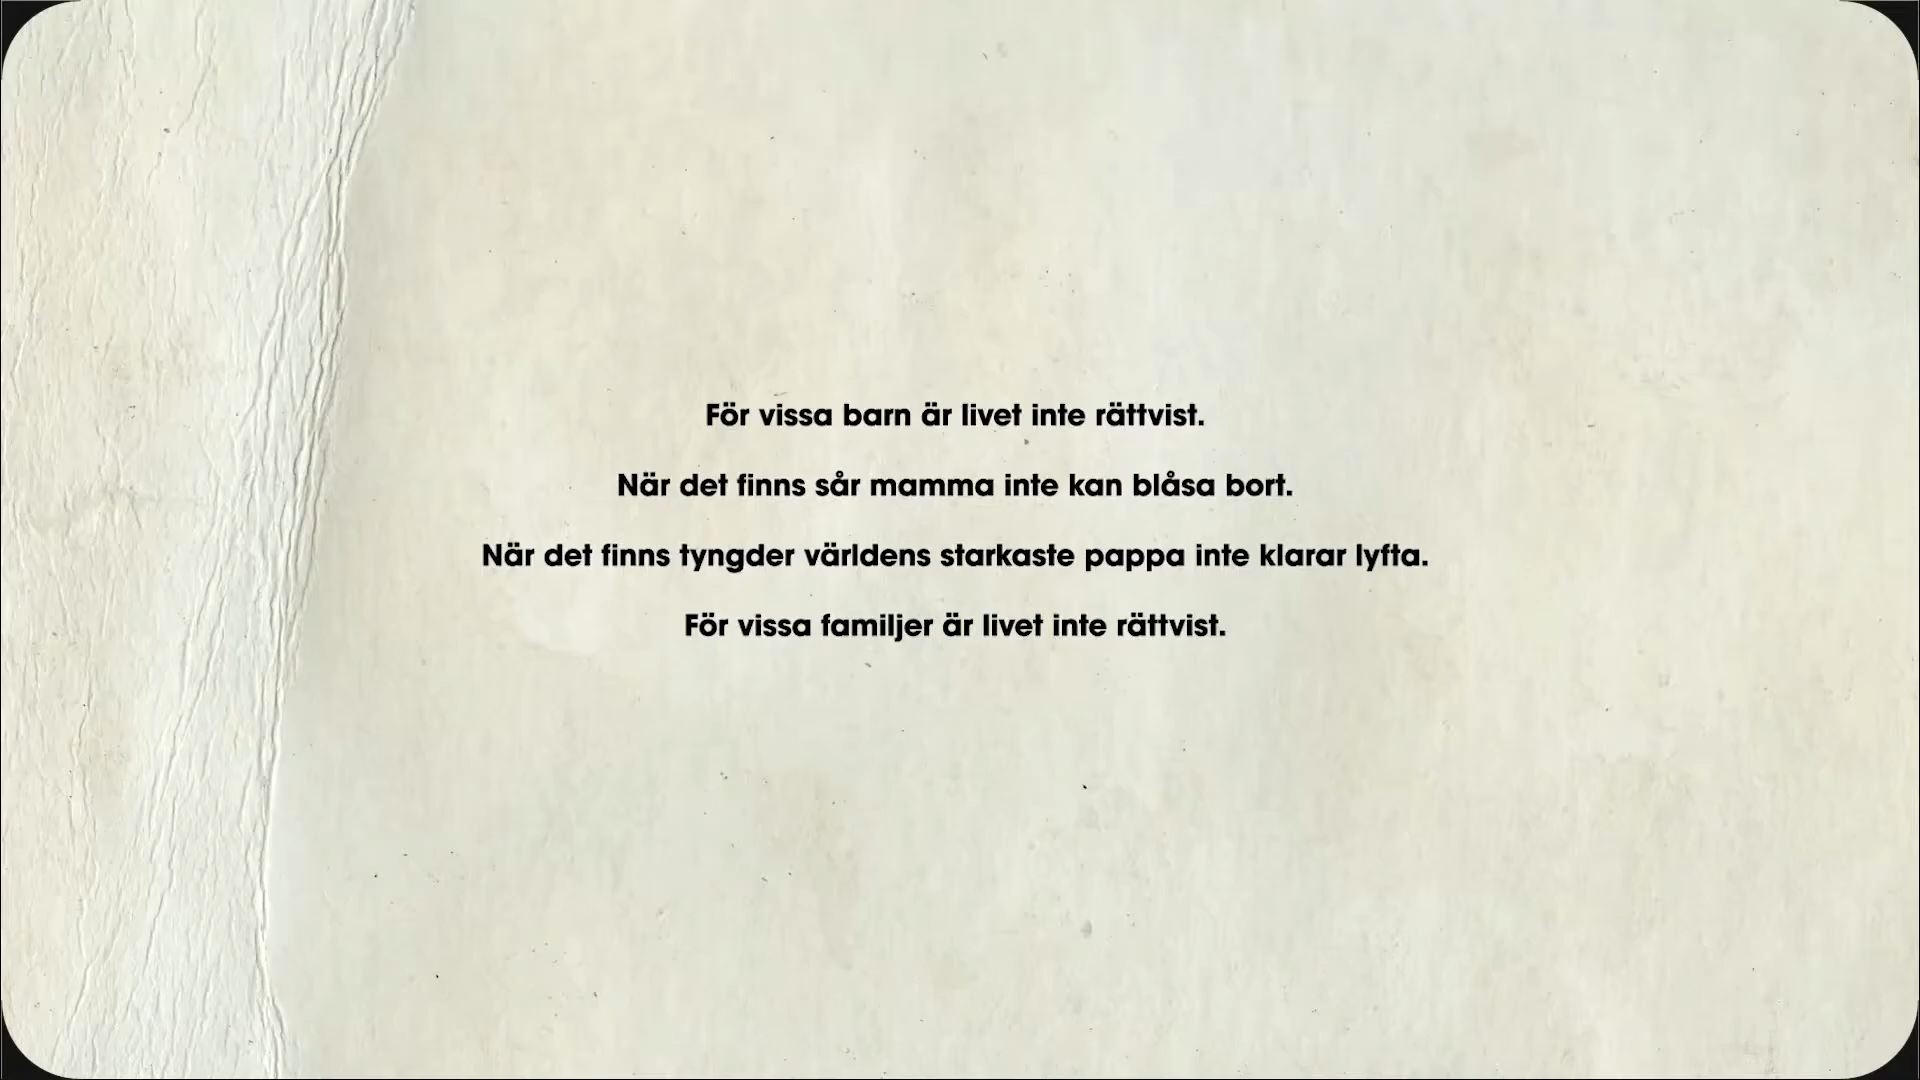 För vissa barn är livet inte rättvist.
När det finns sår mamma inte kan blåsa bort.
När det finns tyngder världens starkaste pappa inte klarar lyfta.
För vissa familjer är livet inte rättvist.